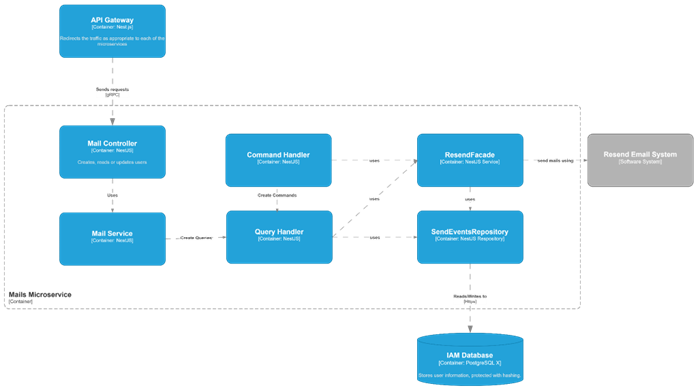 API Gateway
[Container: Nest.js]
Redirects the traffic as appropriate to each of the
microservices
Sends requests
[gRPC]
Mail Controller
[Container: NestJS]
Creates, reads or updates users
Command Handler
[Container: NestJS]
uses
ResendFacade
[Container: NestJS Service]
send mails using
Resend Email System
[Software System]
Uses
Create Commands
uses
uses
Mail Service
[Container: NestJS]
Create Queries
Query Handler
[Container: NestJS]
uses
SendEventsRepository
[Container: NestJS Respository]
Mails Microservice
[Container]
Reads/Writes to
[Https]
IAM Database
[Container: PostgreSQL X]
Stores user information, protected with hashing.